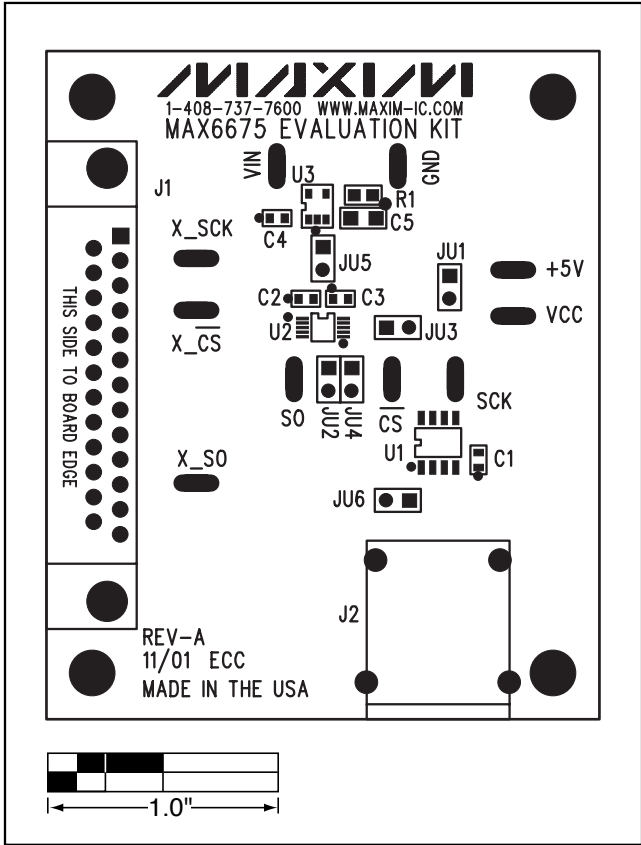 MAXIM
1-408-737-7600 WWW.MAXIM-IC.COM
MAX6675 EVALUATION KIT
VIN
GND
U3
J1
R1
C5
C4
X_SCK
JU5
JU1
+5V
C2
C3
VCC
U2
JU3
X_C̅S̅
THIS SIDE TO BOARD EDGE
SO
JU2
JU4
C̅S̅
SCK
U1
C1
X_SO
JU6
J2
REV-A
11/01 ECC
MADE IN THE USA
1.0"